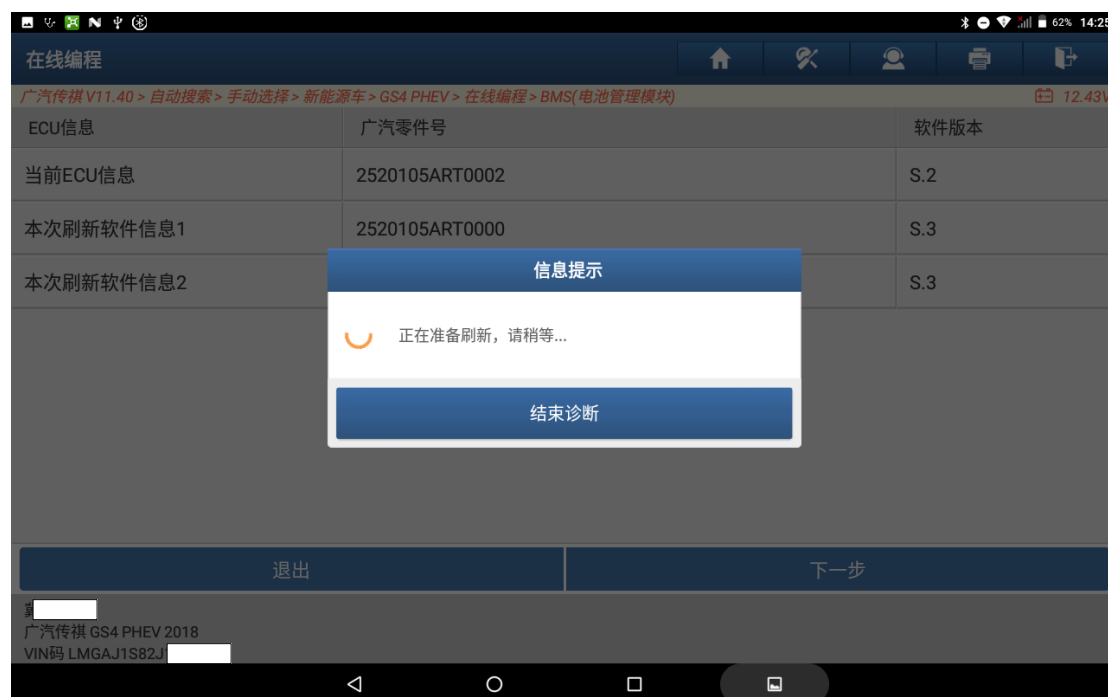 62% 14:25
在线编程
广汽传祺 V11.40 > 自动搜索 > 手动选择 > 新能源车 > GS4 PHEV > 在线编程 > BMS(电池管理模块) 12.43V
ECU信息 广汽零件号 软件版本
当前ECU信息 2520105ART0002 S.2
本次刷新软件信息1 2520105ART0000 S.3
信息提示
本次刷新软件信息2 S.3
正在准备刷新，请稍等...
结束诊断
退出 下一步
广汽传祺 GS4 PHEV 2018
VIN码 LMGAJ1S82J